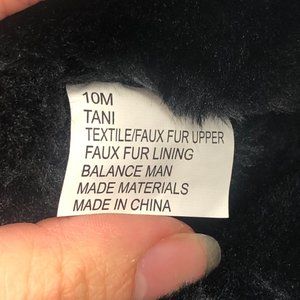 10M
TANI
TEXTILE/FAUX FUR UPPER
FAUX FUR LINING
BALANCE MAN
MADE MATERIALS
MADE IN CHINA